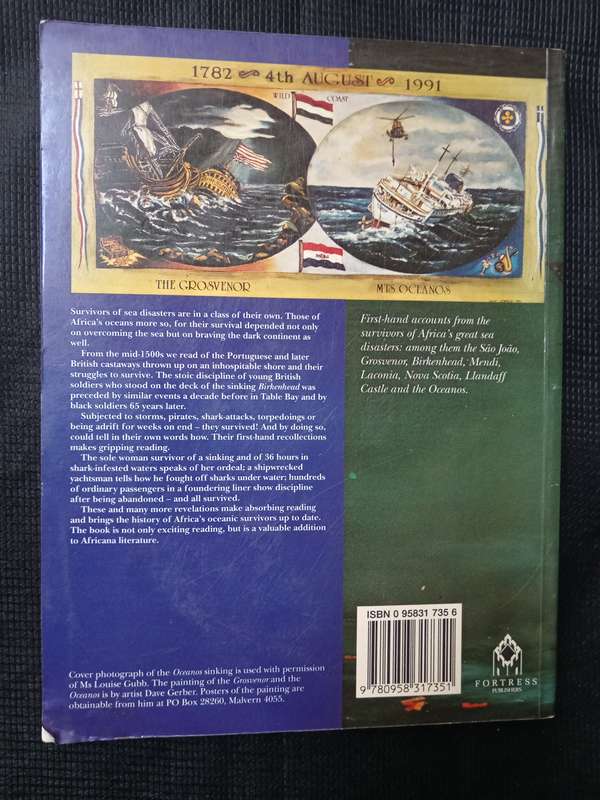 1782 4th AUGUST 1991
WILD COAST
THE GROSVENOR
MTS OCEANOS
Survivors of sea disasters are in a class of their own. Those of
Africa's oceans more so, for their survival depended not only
on overcoming the sea but on braving the dark continent as
well.
From the mid-1500s we read of the Portuguese and later
British castaways thrown up on an inhospitable shore and their
struggles to survive. The stoic discipline of young British
soldiers who stood on the deck of the sinking Birkenhead was
preceded by similar events a decade before in Table Bay and by
black soldiers 65 years later.
Subjected to storms, pirates, shark-attacks, torpedoings or
being adrift for weeks on end – they survived! And by doing so,
could tell in their own words how. Their first-hand recollections
makes gripping reading.
The sole woman survivor of a sinking and of 36 hours in
shark-infested waters speaks of her ordeal; a shipwrecked
yachtsman tells how he fought off sharks under water; hundreds
of ordinary passengers in a foundering liner show discipline
after being abandoned – and all survived.
These and many more revelations make absorbing reading
and brings the history of Africa's oceanic survivors up to date.
The book is not only exciting reading, but is a valuable addition
to Africana literature.
First-hand accounts from the
survivors of Africa's great sea
disasters: among them the São João,
Grosvenor, Birkenhead, Mendi,
Laconia, Nova Scotia, Llandaff
Castle and the Oceanos.
Cover photograph of the Oceanos sinking is used with permission
of Ms Louise Gubb. The painting of the Grosvenor and the
Oceanos is by artist Dave Gerber. Posters of the painting are
obtainable from him at PO Box 28260, Malvern 4055.
ISBN 0 95831 735 6
9 780958 317351
FORTRESS
PUBLISHERS